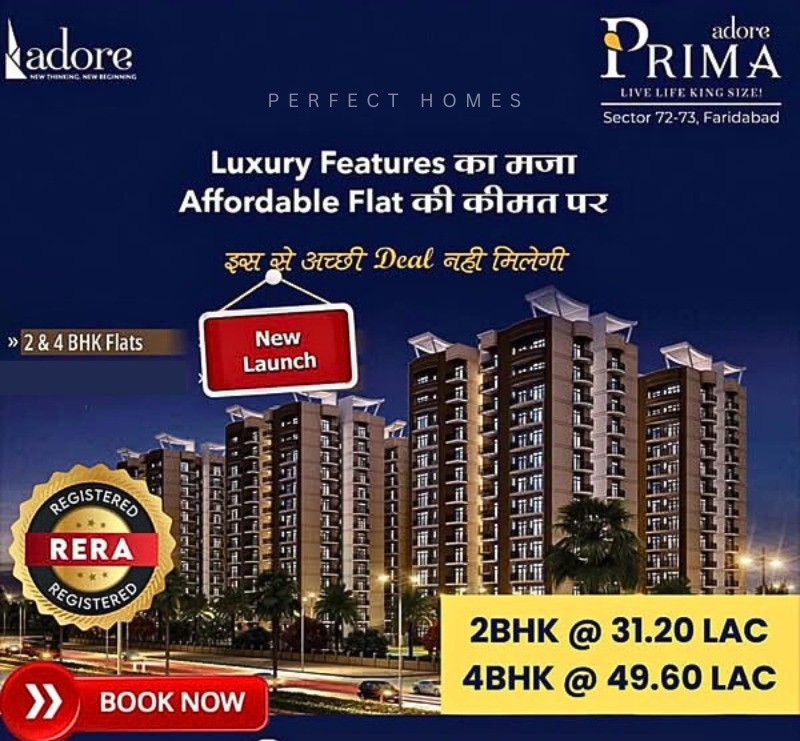 adore
NEW THINKING. NEW BEGINNING
adore
PRIMA
LIVE LIFE KING SIZE!
Sector 72-73, Faridabad
PERFECT HOMES
Luxury Features का मजा
Affordable Flat की कीमत पर
इस से अच्छी Deal नही मिलेगी
» 2 & 4 BHK Flats
New
Launch
REGISTERED
RERA
REGISTERED
2BHK @ 31.20 LAC
4BHK @ 49.60 LAC
» BOOK NOW